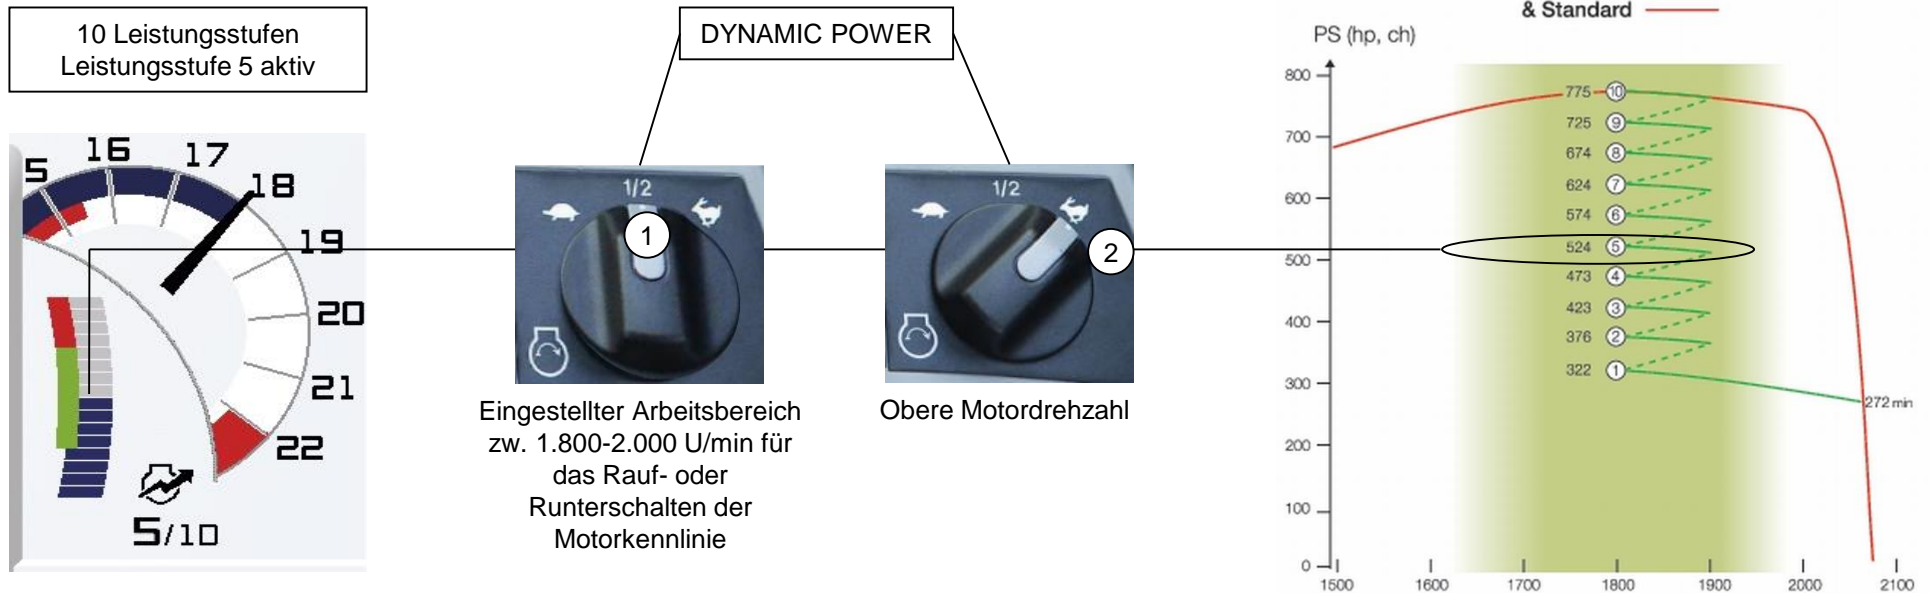 10 Leistungsstufen
Leistungsstufe 5 aktiv
5
16
17
18
19
20
21
22
5/10
DYNAMIC POWER
1/2
1
1/2
2
Eingestellter Arbeitsbereich
zw. 1.800-2.000 U/min für
das Rauf- oder
Runterschalten der
Motorkennlinie
Obere Motordrehzahl
& Standard
PS (hp, ch)
800
700
600
500
400
300
200
100
0
775 10
725 9
674 8
624 7
574 6
524 5
473 4
423 3
376 2
322 1
272 min
1500 1600 1700 1800 1900 2000 2100